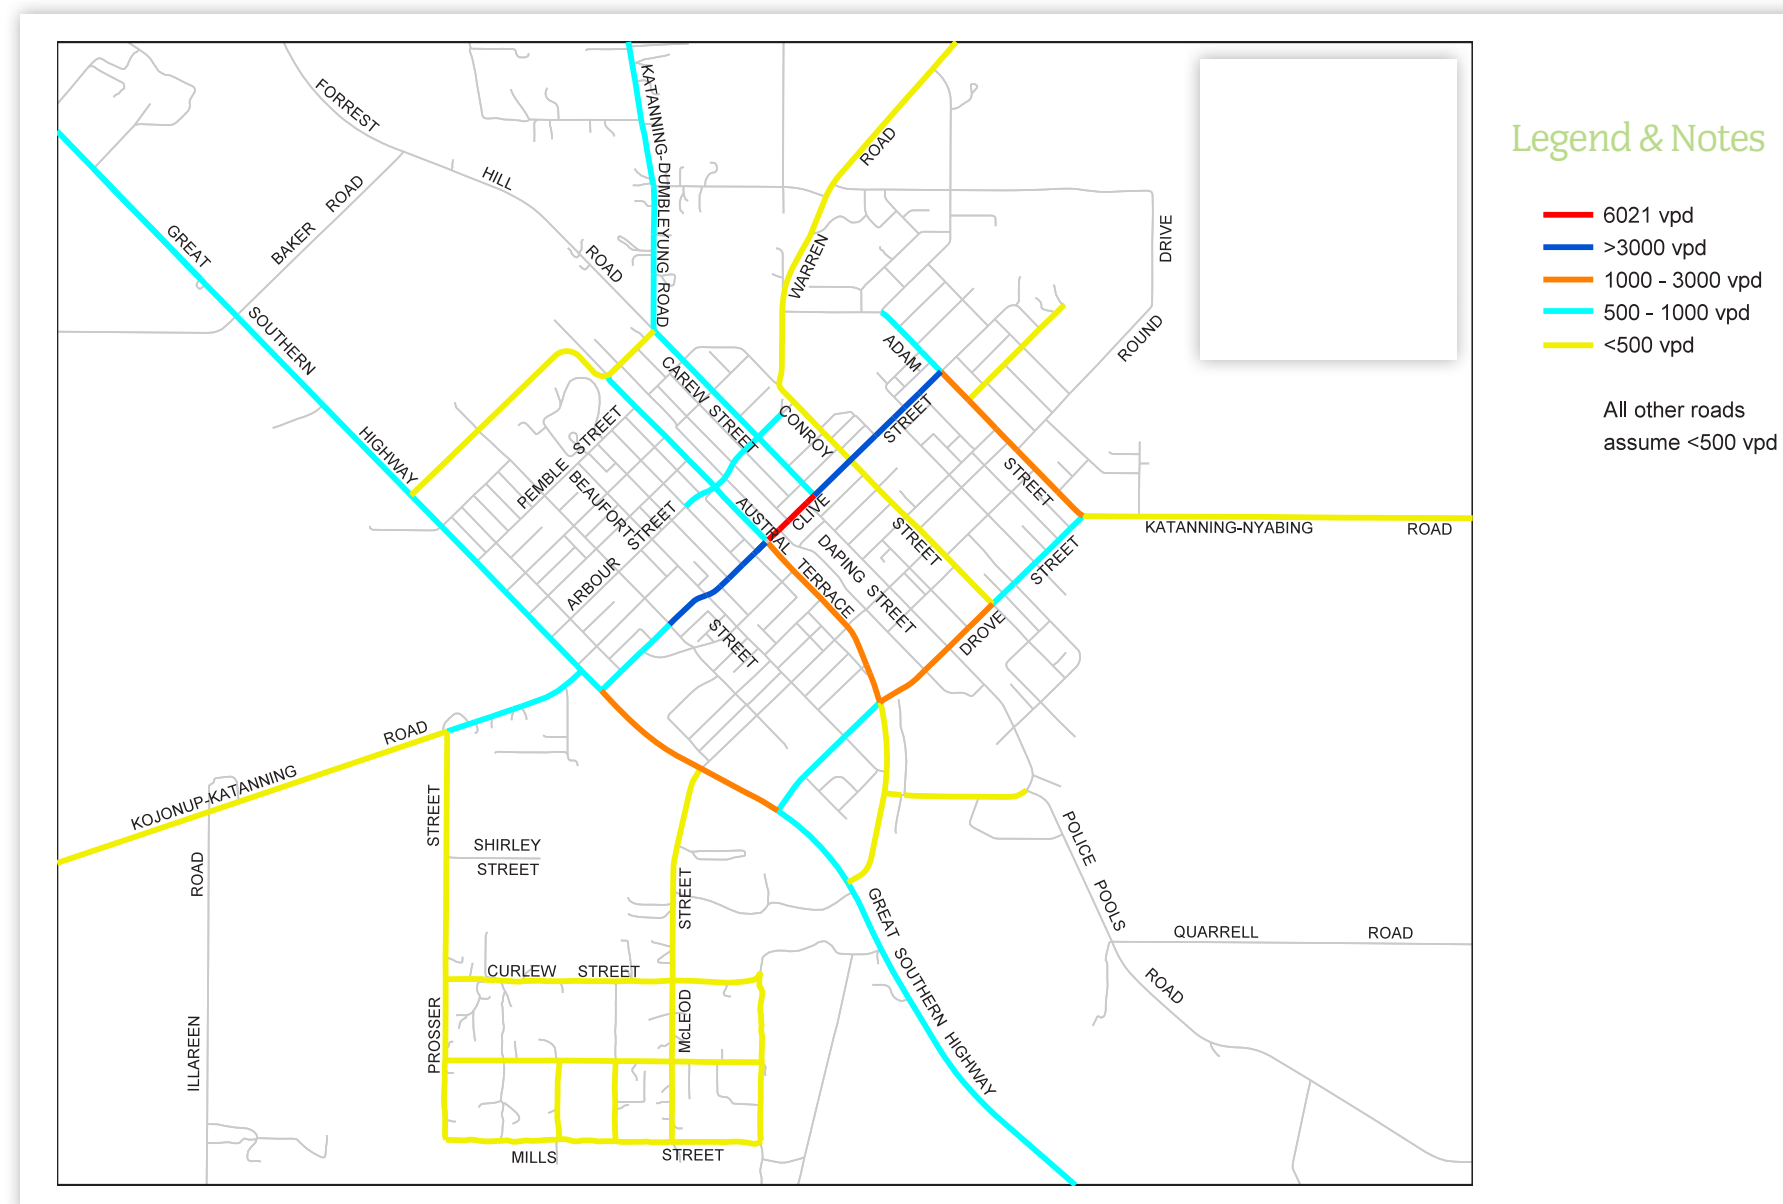 Legend & Notes
6021 vpd
>3000 vpd
1000 - 3000 vpd
500 - 1000 vpd
<500 vpd
All other roads
assume <500 vpd
FORREST
HILL
ROAD
KATANNING-DUMBLEYUNG ROAD
ROAD
WARREN
BAKER
ROAD
GREAT
SOUTHERN
HIGHWAY
DRIVE
ROUND
ADAM
STREET
STREET
CAREW STREET
CONROY
STREET
PEMBLE STREET
BEAUFORT
STREET
ARBOUR
STREET
AUSTRAL
TERRACE
CLIVE
DAPING STREET
KATANNING-NYABING
ROAD
STREET
DROVE
KOJONUP-KATANNING
ROAD
STREET
PROSSER
SHIRLEY
STREET
ROAD
ILLAREEN
STREET
McLEOD
CURLEW
STREET
MILLS
STREET
GREAT SOUTHERN HIGHWAY
POLICE
POOLS
ROAD
QUARRELL
ROAD